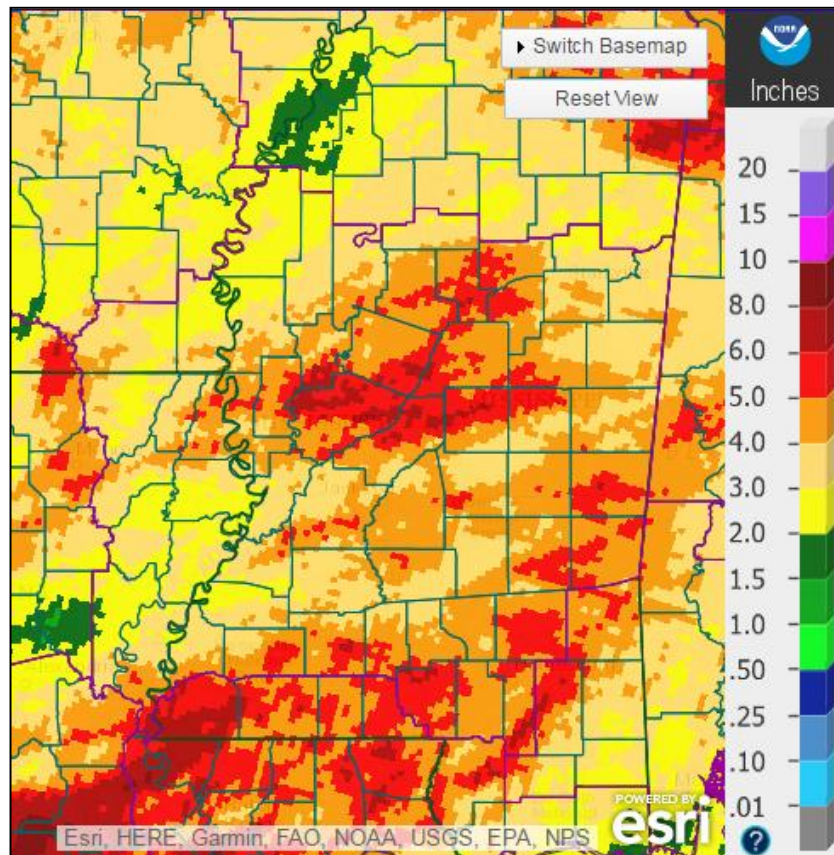 Switch Basemap
Reset View
NOAA
Inches
20
15
10
8.0
6.0
5.0
4.0
3.0
2.0
1.5
1.0
.50
.25
.10
.01
?
POWERED BY
esri
Esri, HERE, Garmin, FAO, NOAA, USGS, EPA, NPS